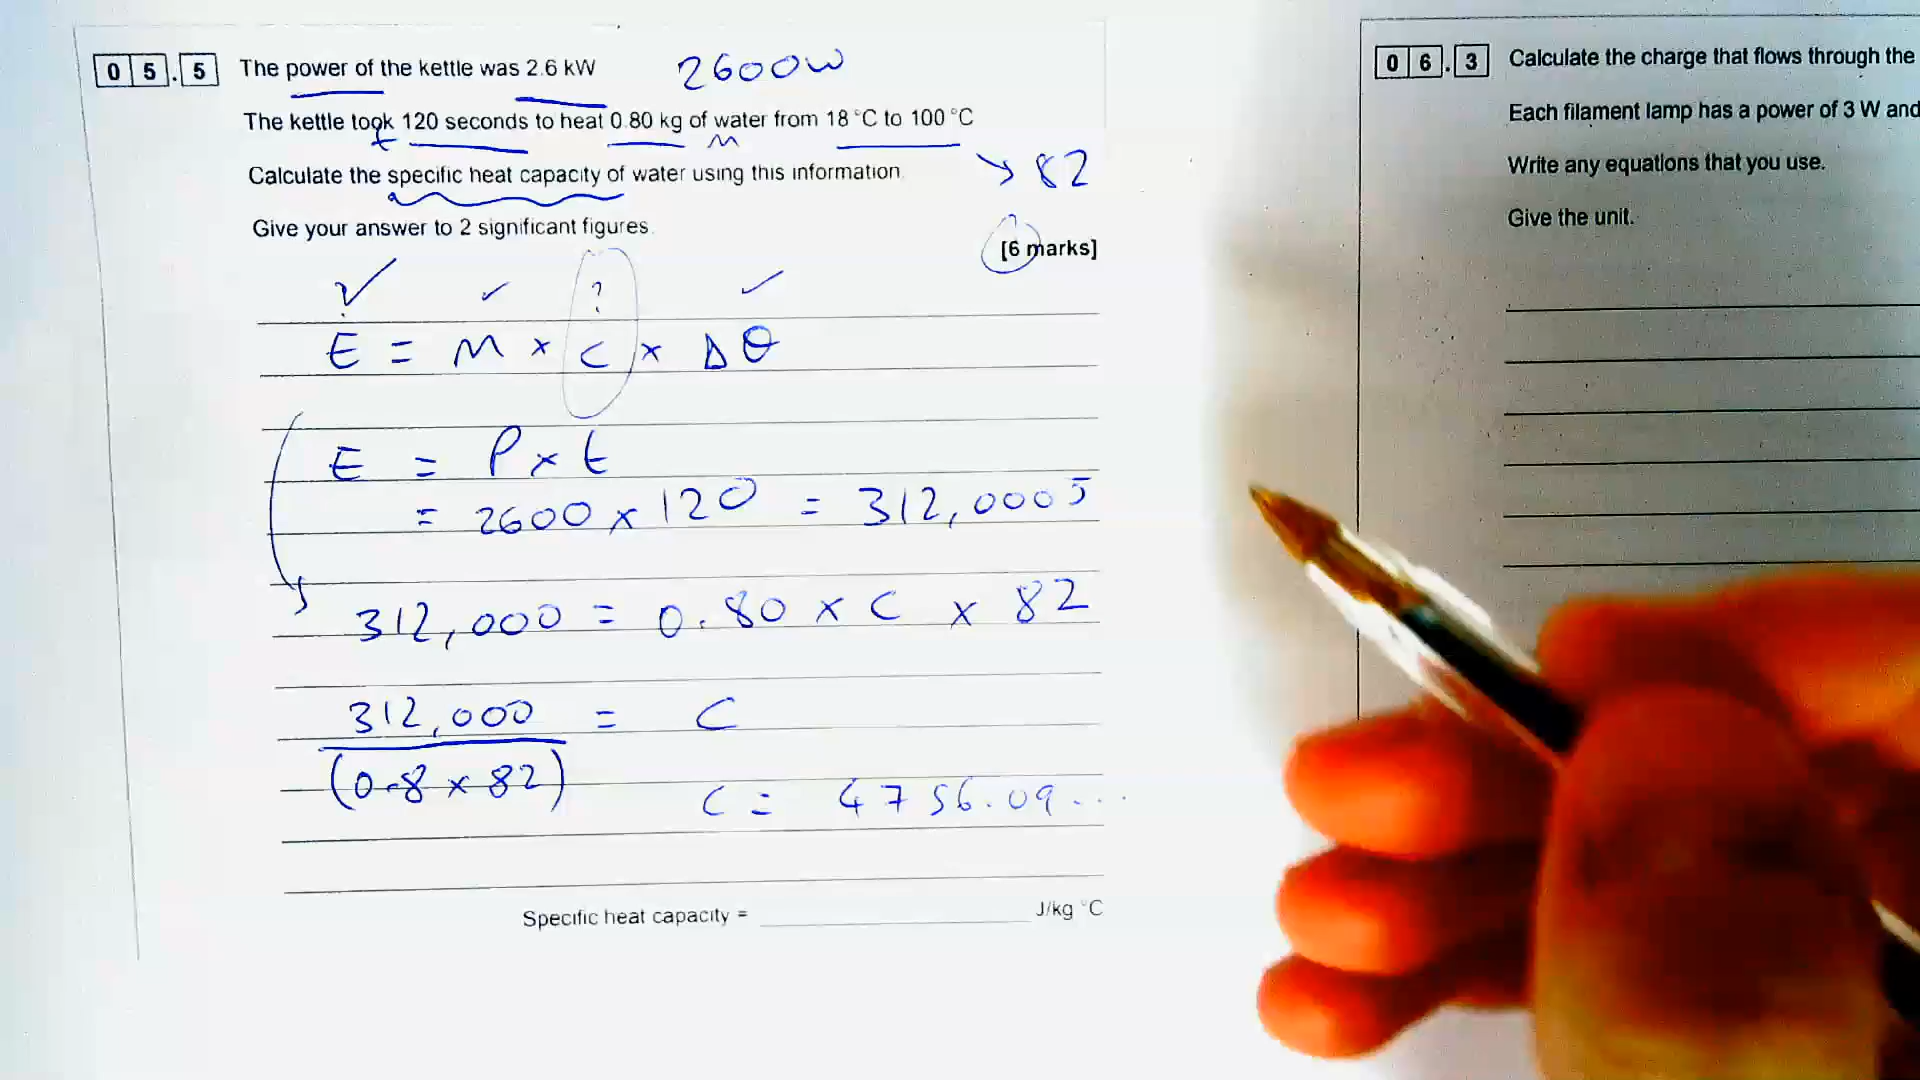 05.5 The power of the kettle was 2.6 kW 2600W
The kettle took 120 seconds to heat 0.80 kg of water from 18 °C to 100 °C
t m
→ 82
Calculate the specific heat capacity of water using this information.
Give your answer to 2 significant figures.
[6 marks]
✓ ✓ ? ✓
?
E = m × c × Δθ
E = P × t
= 2600 × 120 = 312,000J
312,000 = 0.80 × c × 82
312,000 = c
(0.8 × 82)
c = 4756.09...
Specific heat capacity = ____ J/kg °C
06.3 Calculate the charge that flows through the
Each filament lamp has a power of 3 W and
Write any equations that you use.
Give the unit.